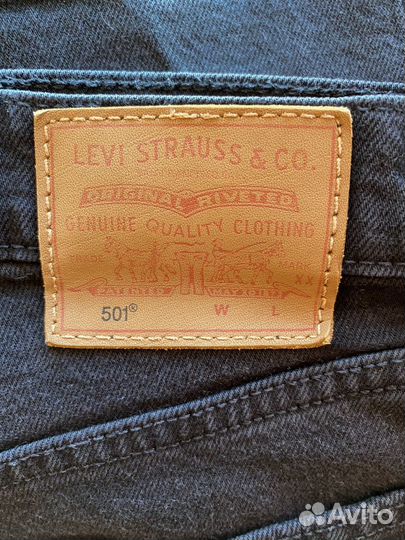 LEVI STRAUSS & CO.
ORIGINAL RIVETED
GENUINE QUALITY CLOTHING
TRADE MARK
XX
PATENTED MAY 20 1873
501® W L
Avito